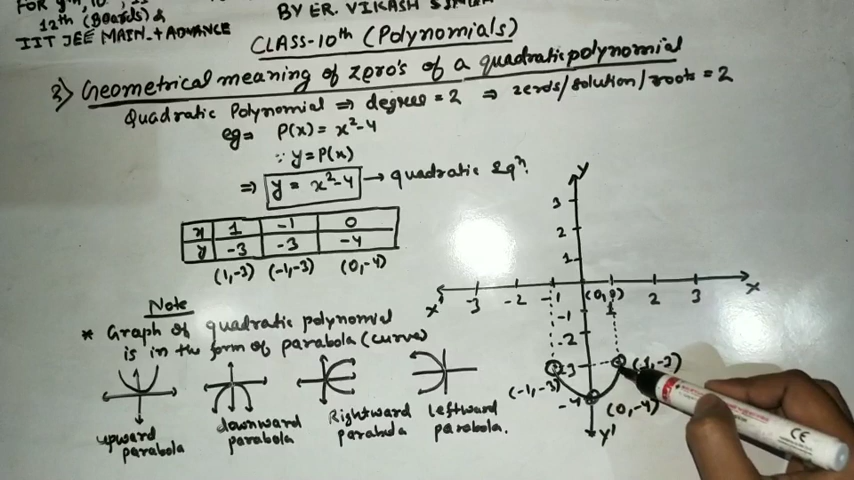 FOR 9th, 10
12th (Boards) &
IIT JEE MAIN + ADVANCE
BY ER. VIKASH
CLASS-10th (Polynomials)
3) Geometrical meaning of zero's of a quadratic polynomial
Quadratic Polynomial ⇒ degree = 2 ⇒ zeros/solution/roots = 2
eg= P(x) = x²-4
∵ y = P(x)
⇒ y = x²-4 → quadratic Eqⁿ.
x 1 -1 0
y -3 -3 -4
(1,-3) (-1,-3) (0,-4)
Note
* Graph of quadratic polynomial
is in the form of parabola (curve)
upward parabola
downward parabola
Rightward parabola
leftward parabola.
y
3
2
1
x' -3 -2 -1 (0,0) 1 2 3 x
-1
-2
-3 (1,-3)
(-1,-3)
-4 (0,-4)
y'
CE